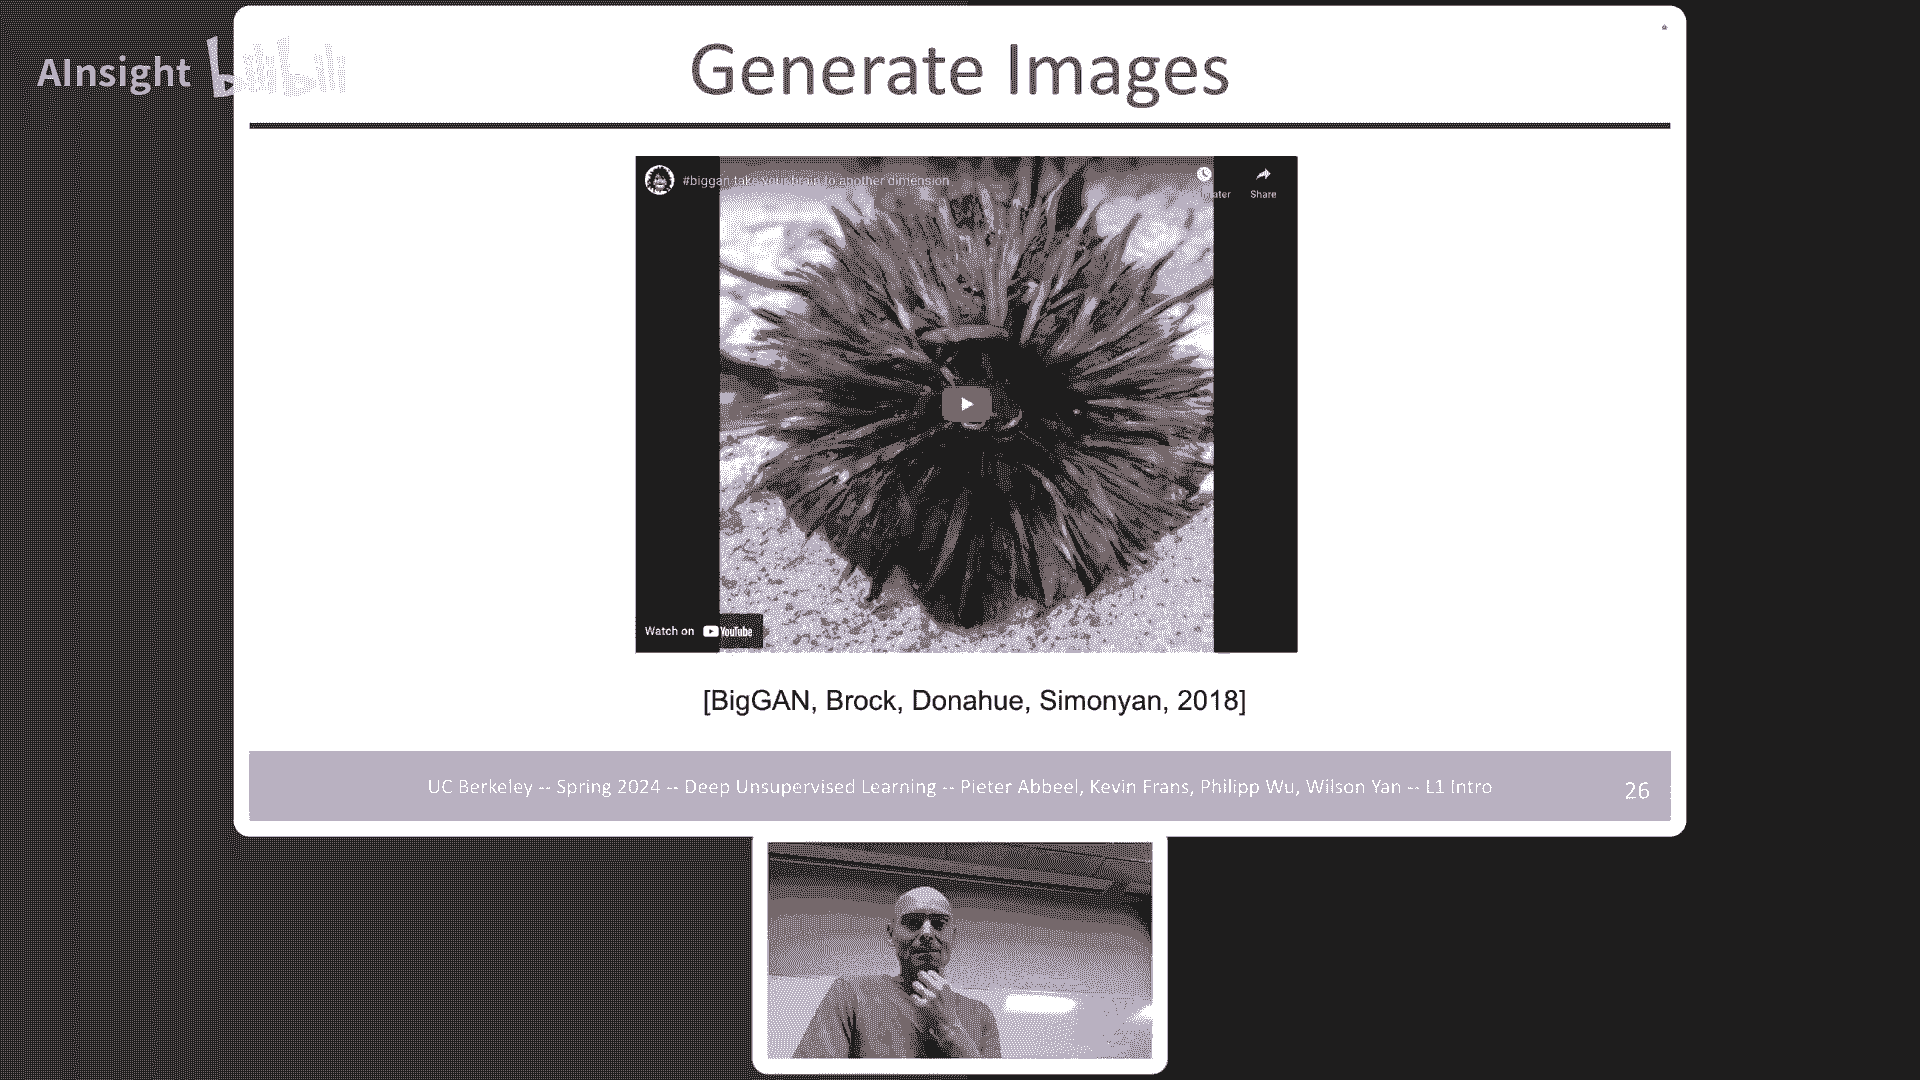 AInsight bilibili
Generate Images
#biggan take your brain to another dimension
ater Share
Watch on YouTube
[BigGAN, Brock, Donahue, Simonyan, 2018]
UC Berkeley -- Spring 2024 -- Deep Unsupervised Learning -- Pieter Abbeel, Kevin Frans, Philipp Wu, Wilson Yan -- L1 Intro
26